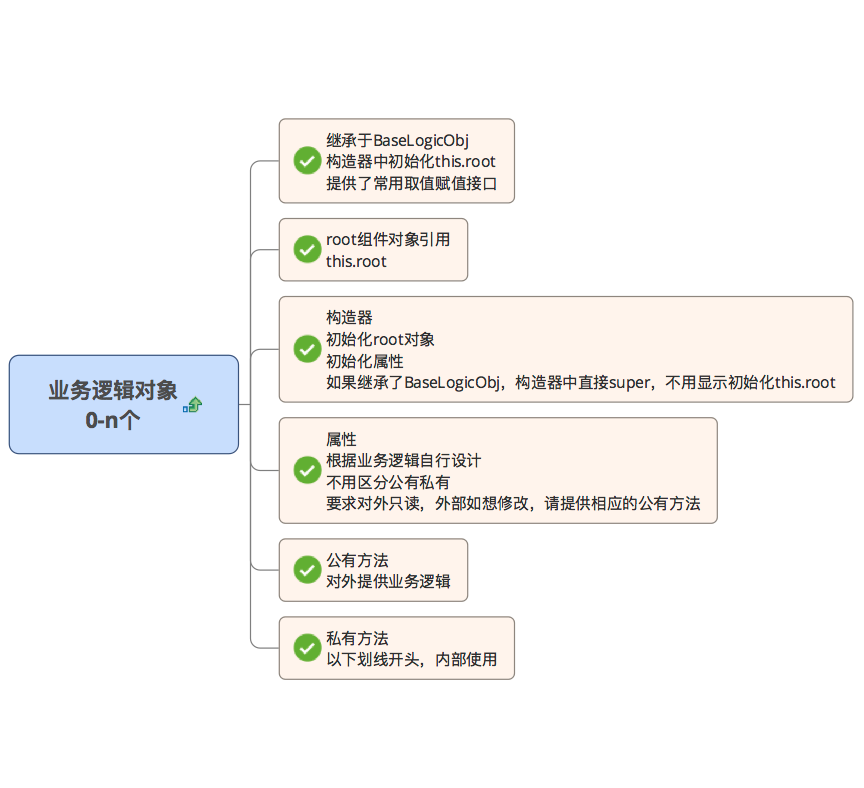 业务逻辑对象
0-n个
继承于BaseLogicObj
构造器中初始化this.root
提供了常用取值赋值接口
root组件对象引用
this.root
构造器
初始化root对象
初始化属性
如果继承了BaseLogicObj，构造器中直接super，不用显示初始化this.root
属性
根据业务逻辑自行设计
不用区分公有私有
要求对外只读，外部如想修改，请提供相应的公有方法
公有方法
对外提供业务逻辑
私有方法
以下划线开头，内部使用